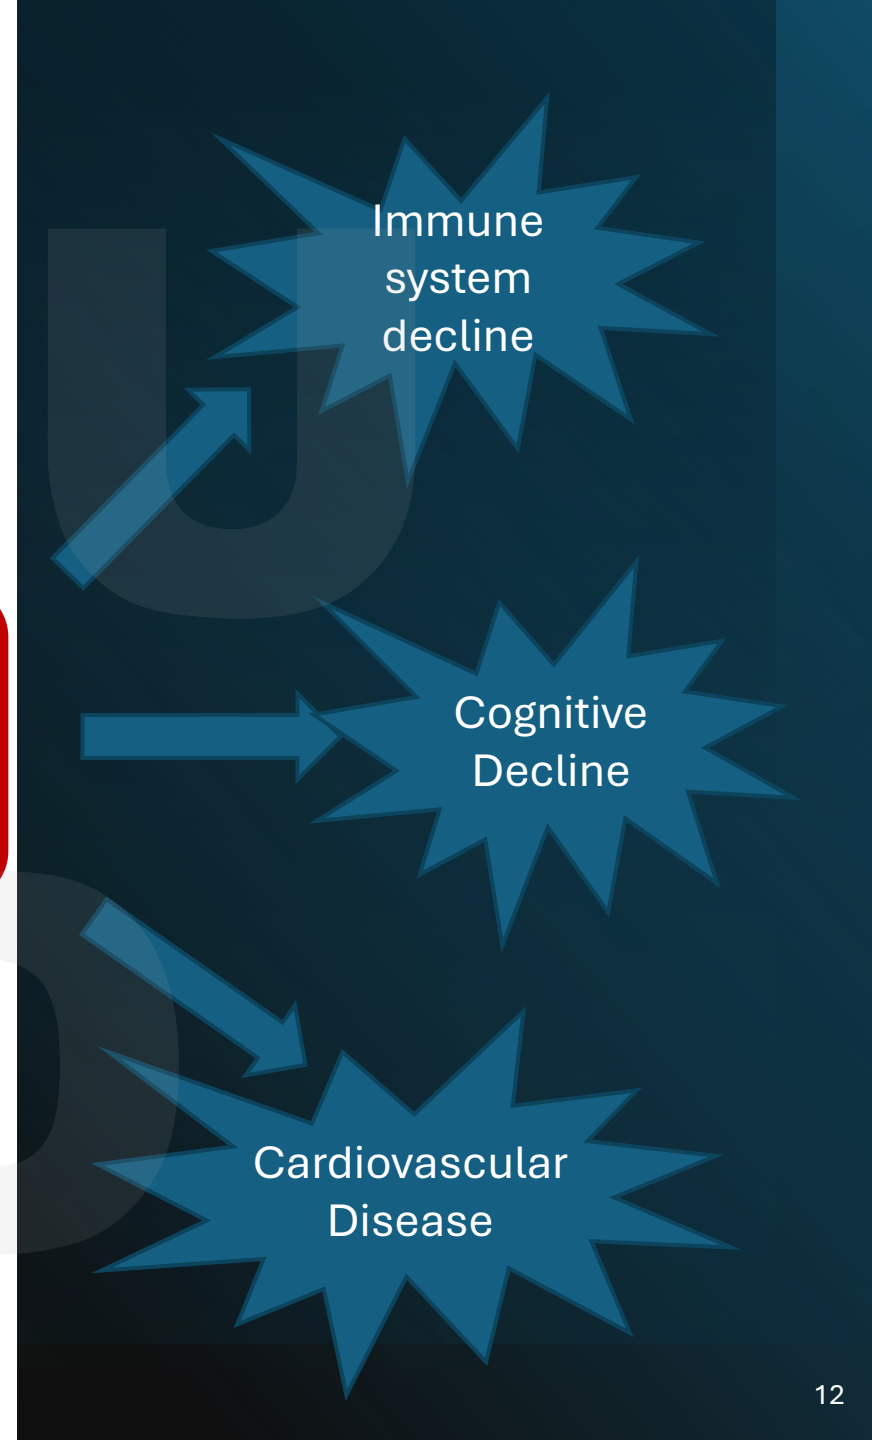 Immune
system
decline
Cognitive
Decline
Cardiovascular
Disease
12